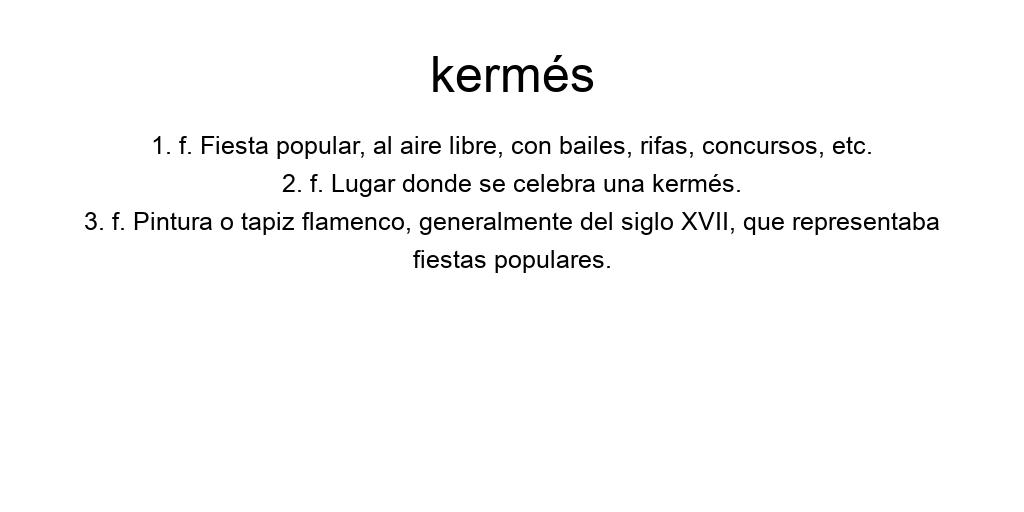 kermés
1. f. Fiesta popular, al aire libre, con bailes, rifas, concursos, etc.
2. f. Lugar donde se celebra una kermés.
3. f. Pintura o tapiz flamenco, generalmente del siglo XVII, que representaba
fiestas populares.